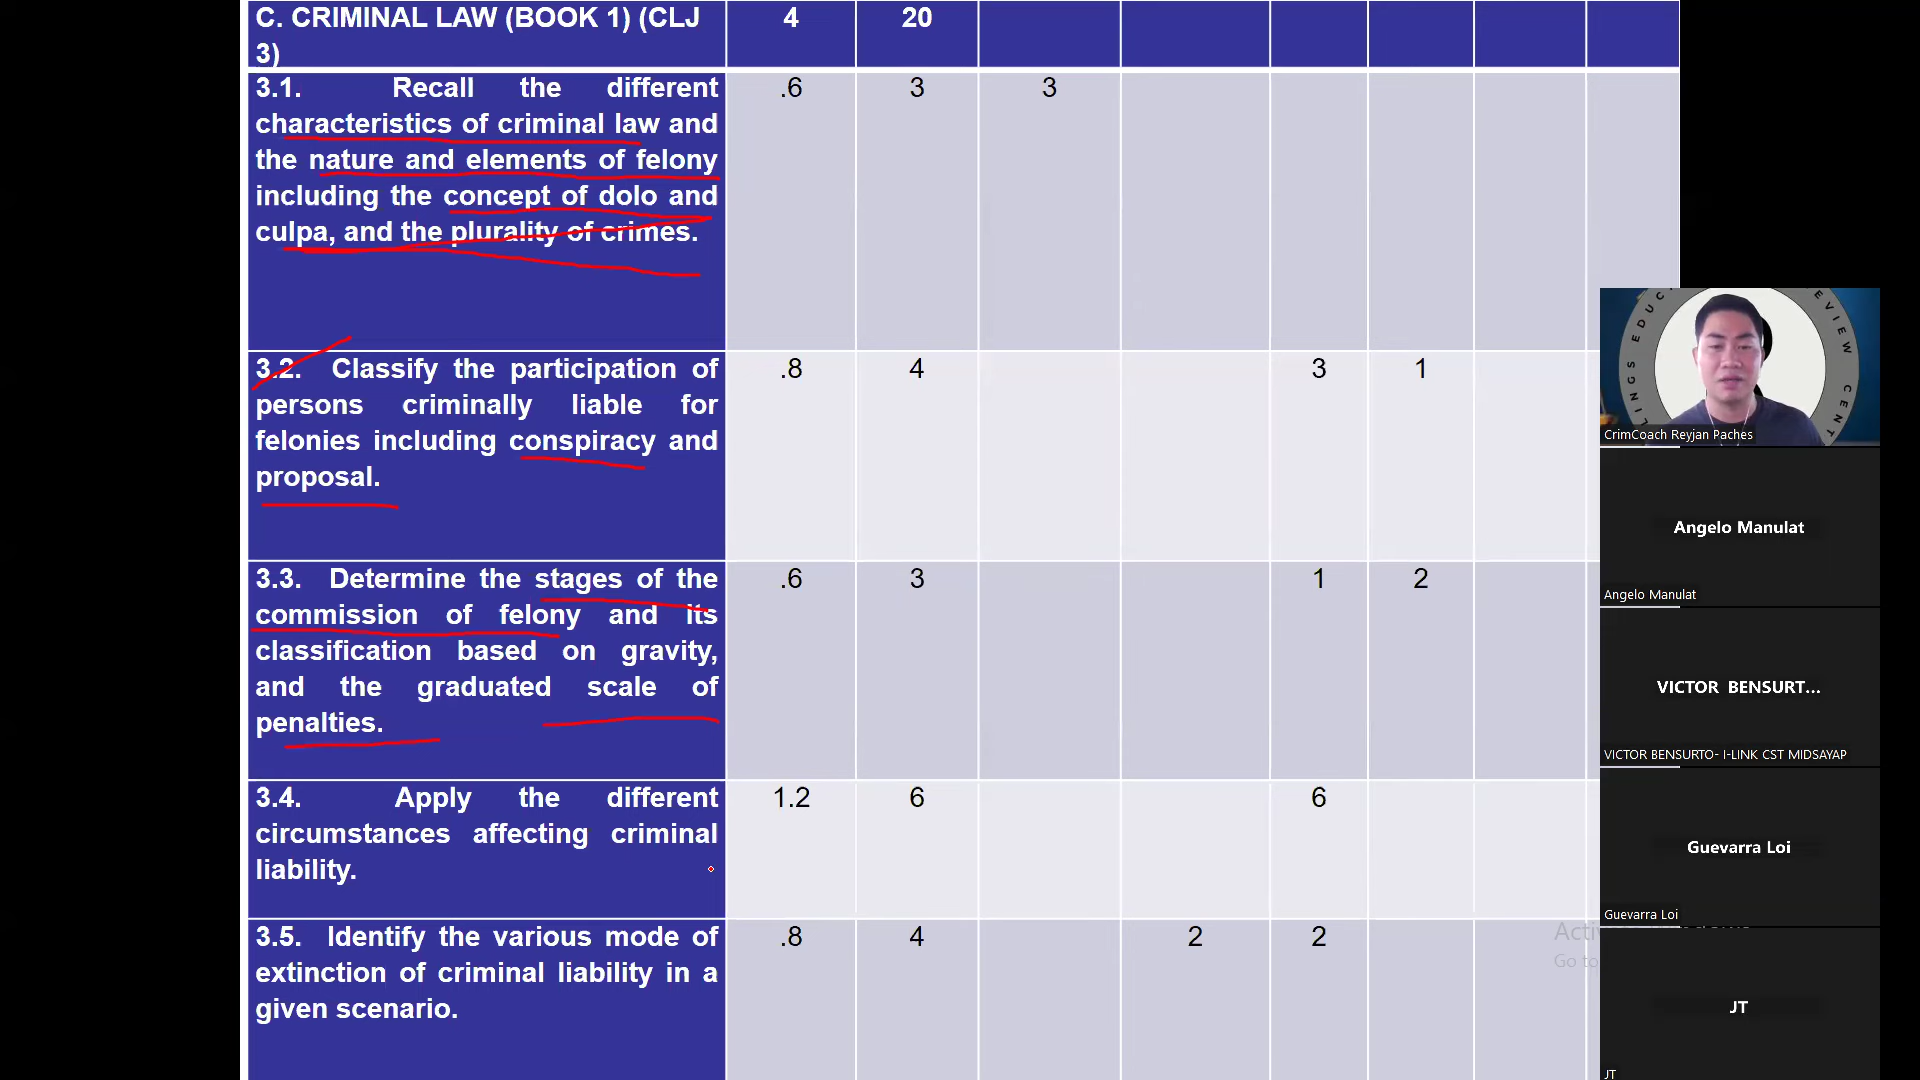 C. CRIMINAL LAW (BOOK 1) (CLJ 4 20
3)
3.1. Recall the different .6 3 3
characteristics of criminal law and
the nature and elements of felony
including the concept of dolo and
culpa, and the plurality of crimes.
3.2. Classify the participation of .8 4 3 1
persons criminally liable for
felonies including conspiracy and
proposal.
3.3. Determine the stages of the .6 3 1 2
commission of felony and its
classification based on gravity,
and the graduated scale of
penalties.
3.4. Apply the different 1.2 6 6
circumstances affecting criminal
liability.
3.5. Identify the various mode of .8 4 2 2
extinction of criminal liability in a
given scenario.
CrimCoach Reyjan Paches
Angelo Manulat
Angelo Manulat
VICTOR BENSURT...
VICTOR BENSURTO- I-LINK CST MIDSAYAP
Guevarra Loi
Guevarra Loi
JT
JT
Go to